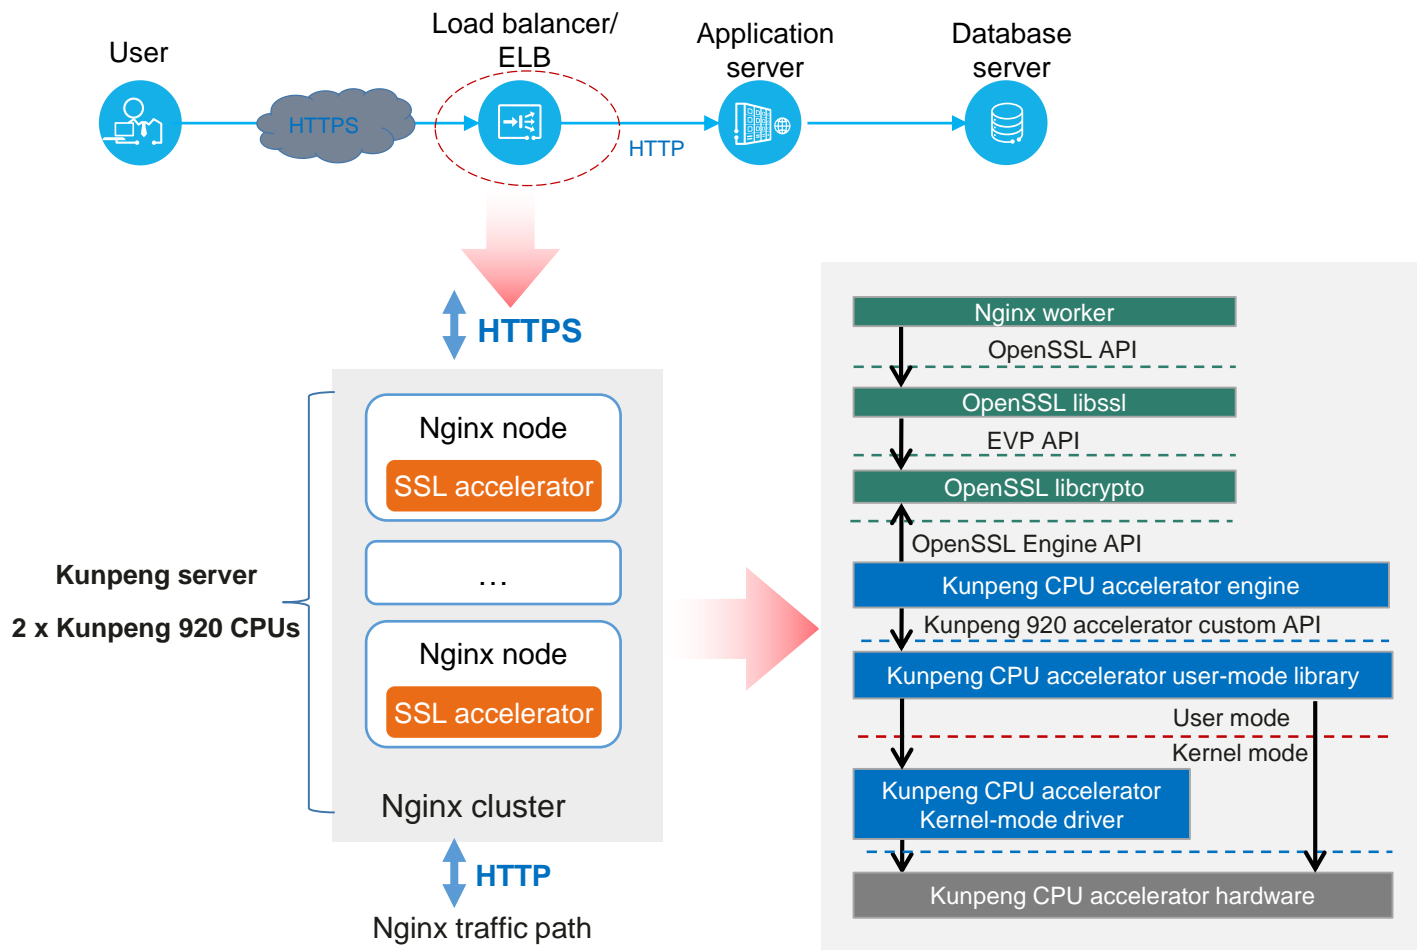 User
Load balancer/
ELB
Application
server
Database
server
HTTPS
HTTP
HTTPS
Nginx node
SSL accelerator
...
Nginx node
SSL accelerator
Nginx cluster
Kunpeng server
2 x Kunpeng 920 CPUs
HTTP
Nginx traffic path
Nginx worker
OpenSSL API
OpenSSL libssl
EVP API
OpenSSL libcrypto
OpenSSL Engine API
Kunpeng CPU accelerator engine
Kunpeng 920 accelerator custom API
Kunpeng CPU accelerator user-mode library
User mode
Kernel mode
Kunpeng CPU accelerator
Kernel-mode driver
Kunpeng CPU accelerator hardware